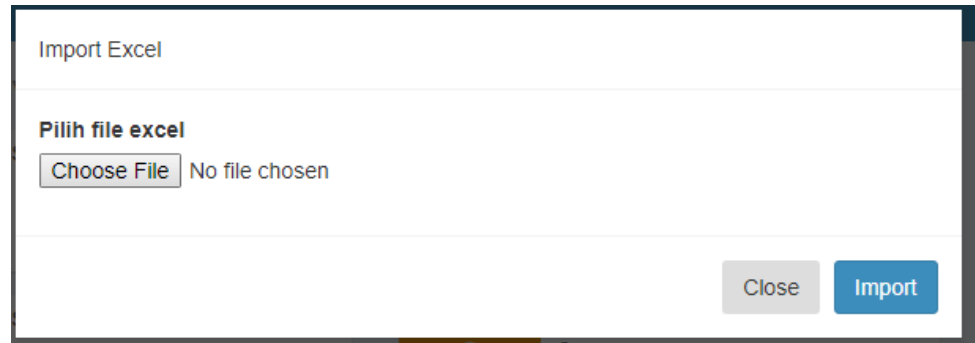 Import Excel
Pilih file excel
Choose File No file chosen
Close Import